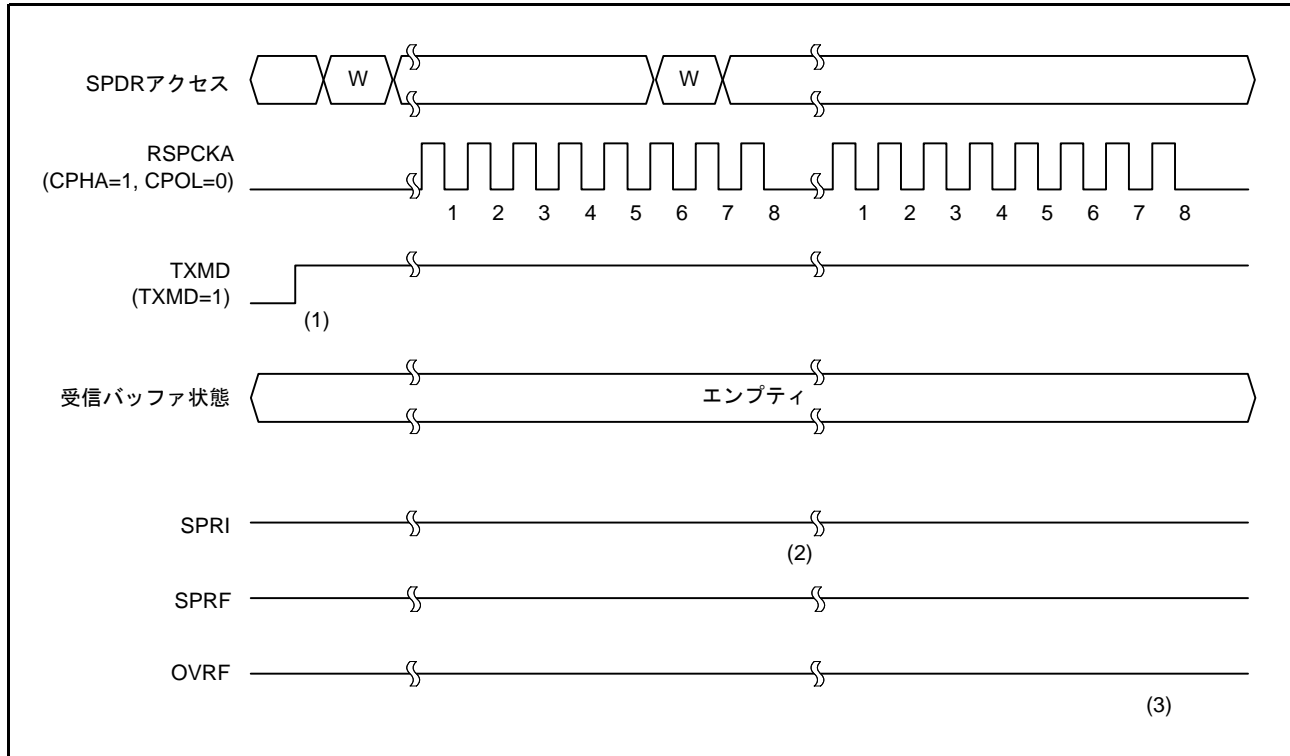 SPDRアクセス
W
W
RSPCKA
(CPHA=1, CPOL=0)
1 2 3 4 5 6 7 8
1 2 3 4 5 6 7 8
TXMD
(TXMD=1)
(1)
受信バッファ状態
エンプティ
SPRI
(2)
SPRF
OVRF
(3)